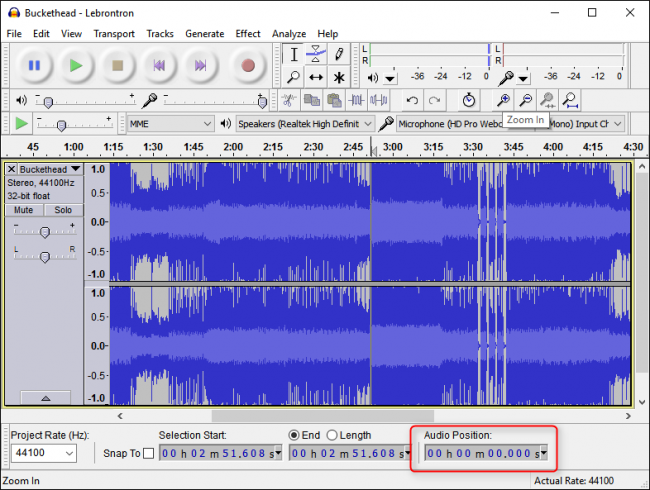 Buckethead - Lebrontron
File Edit View Transport Tracks Generate Effect Analyze Help
L
R
-36 -24 -12 0
L
R
-36 -24 -12 0
Zoom In
MME Speakers (Realtek High Definit Microphone (HD Pro Webc Mono) Input Ch
45 1:00 1:15 1:30 1:45 2:00 2:15 2:30 2:45 3:00 3:15 3:30 3:45 4:00 4:15 4:30
X Buckethead
Stereo, 44100Hz
32-bit float
Mute Solo
- +
L R
1.0
0.5
0.0
-0.5
-1.0
1.0
0.5
0.0
-0.5
-1.0
Project Rate (Hz): Selection Start: End Length Audio Position:
44100 Snap To 00 h 02 m 51.608 s 00 h 02 m 51.608 s 00 h 00 m 00.000 s
Zoom In Actual Rate: 44100